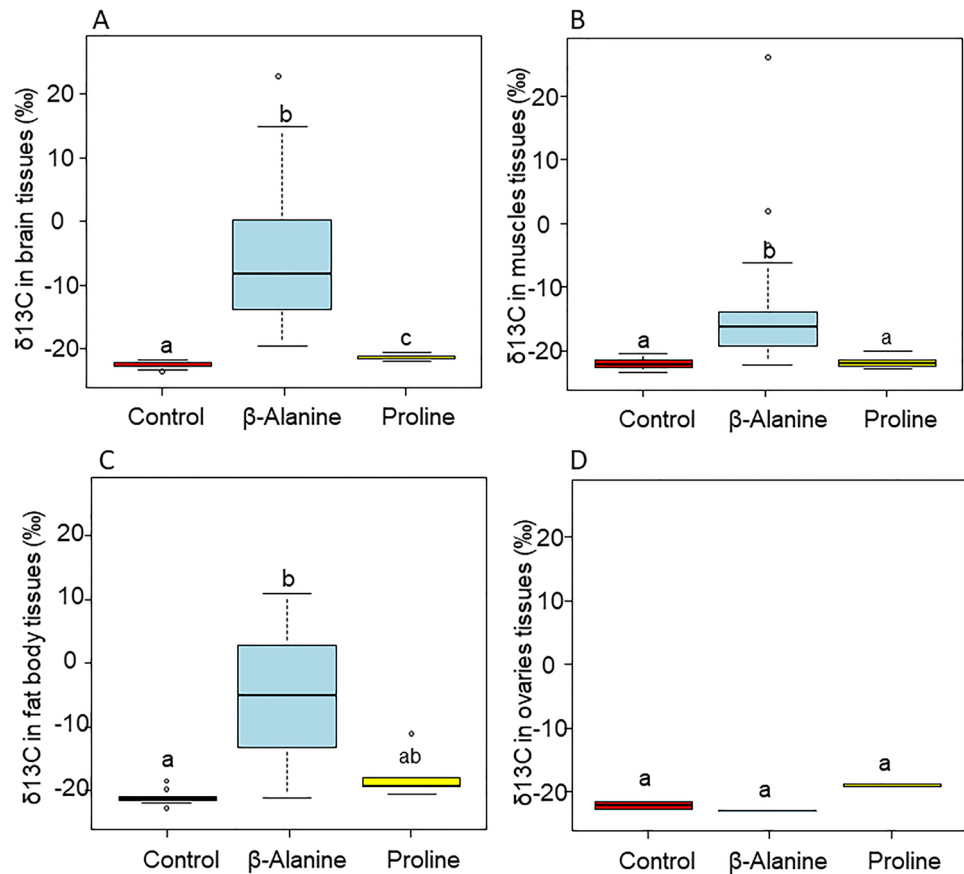 A
δ13C in brain tissues (‰)
20
10
0
-10
-20
a
b
c
Control
β-Alanine
Proline
B
δ13C in muscles tissues (‰)
20
10
0
-10
-20
a
b
a
Control
β-Alanine
Proline
C
δ13C in fat body tissues (‰)
20
10
0
-10
-20
a
b
ab
Control
β-Alanine
Proline
D
δ13C in ovaries tissues (‰)
20
10
0
-10
-20
a
a
a
Control
β-Alanine
Proline